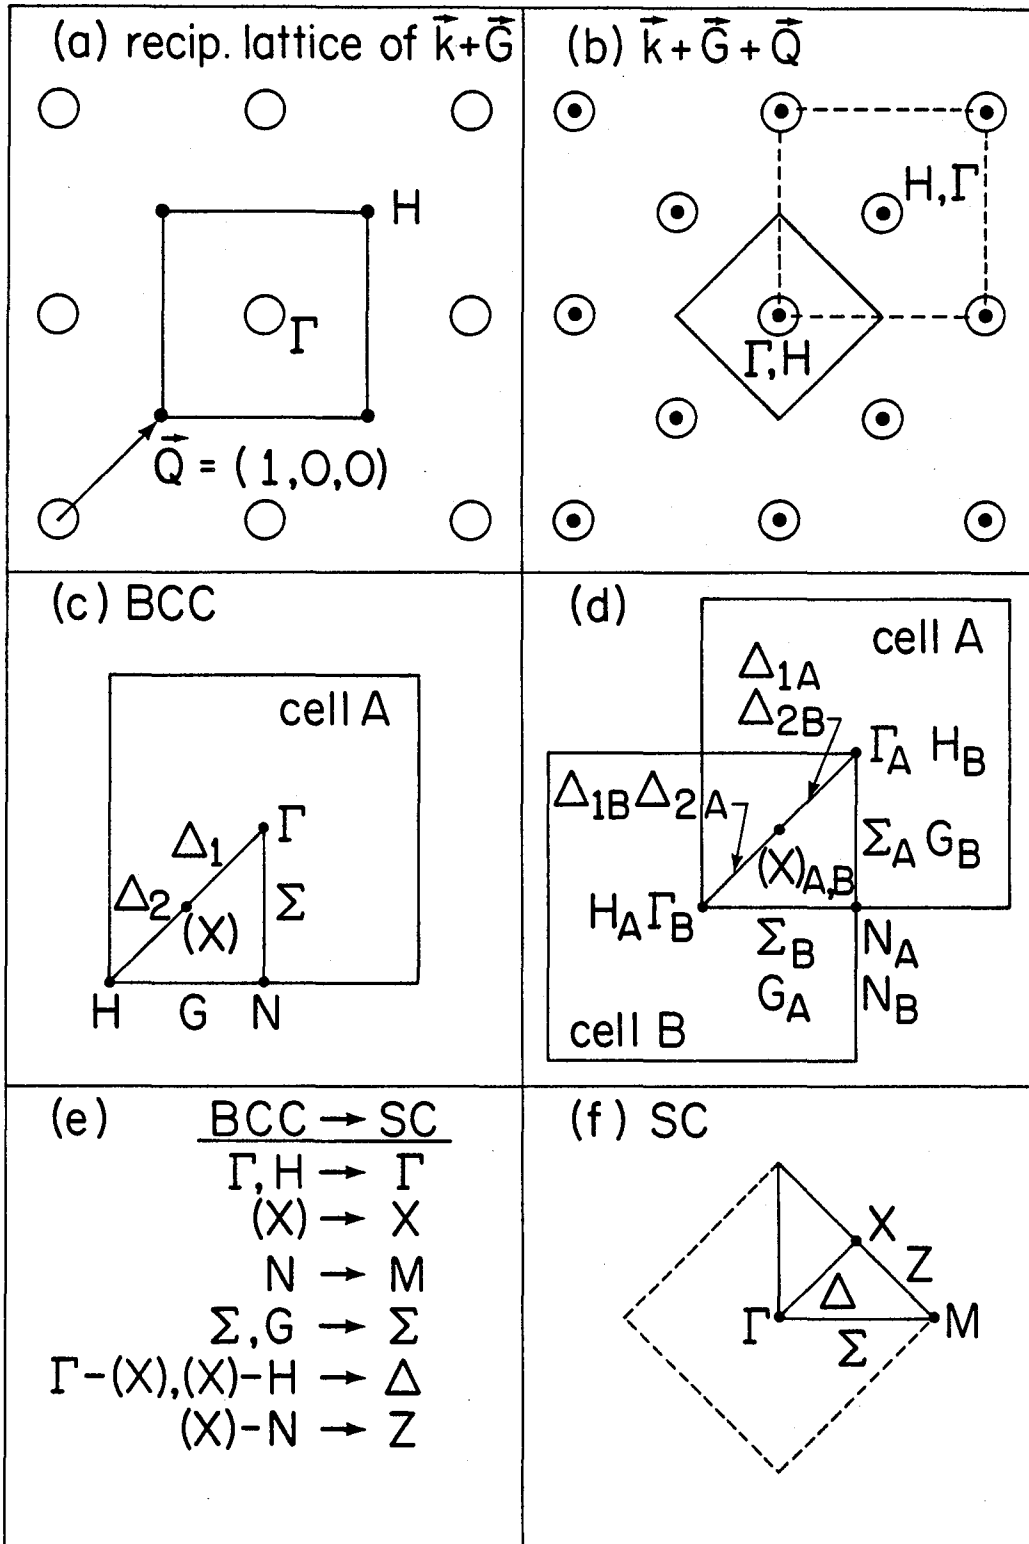 (a) recip. lattice of k⃗+G⃗
H
Γ
Q⃗ = (1,0,0)
(b) k⃗+G⃗+Q⃗
H,Γ
Γ,H
(c) BCC
cell A
Γ
Δ₁
Δ₂
(X)
Σ
H G N
(d)
cell A
Δ₁A
Δ₂B
Γ_A H_B
Δ₁B Δ₂A
(X)_A,B
Σ_A G_B
H_A Γ_B
Σ_B N_A
G_A N_B
cell B
(e)
BCC → SC
Γ,H → Γ
(X) → X
N → M
Σ,G → Σ
Γ-(X),(X)-H → Δ
(X)-N → Z
(f) SC
X
Z
Δ
Γ
M
Σ